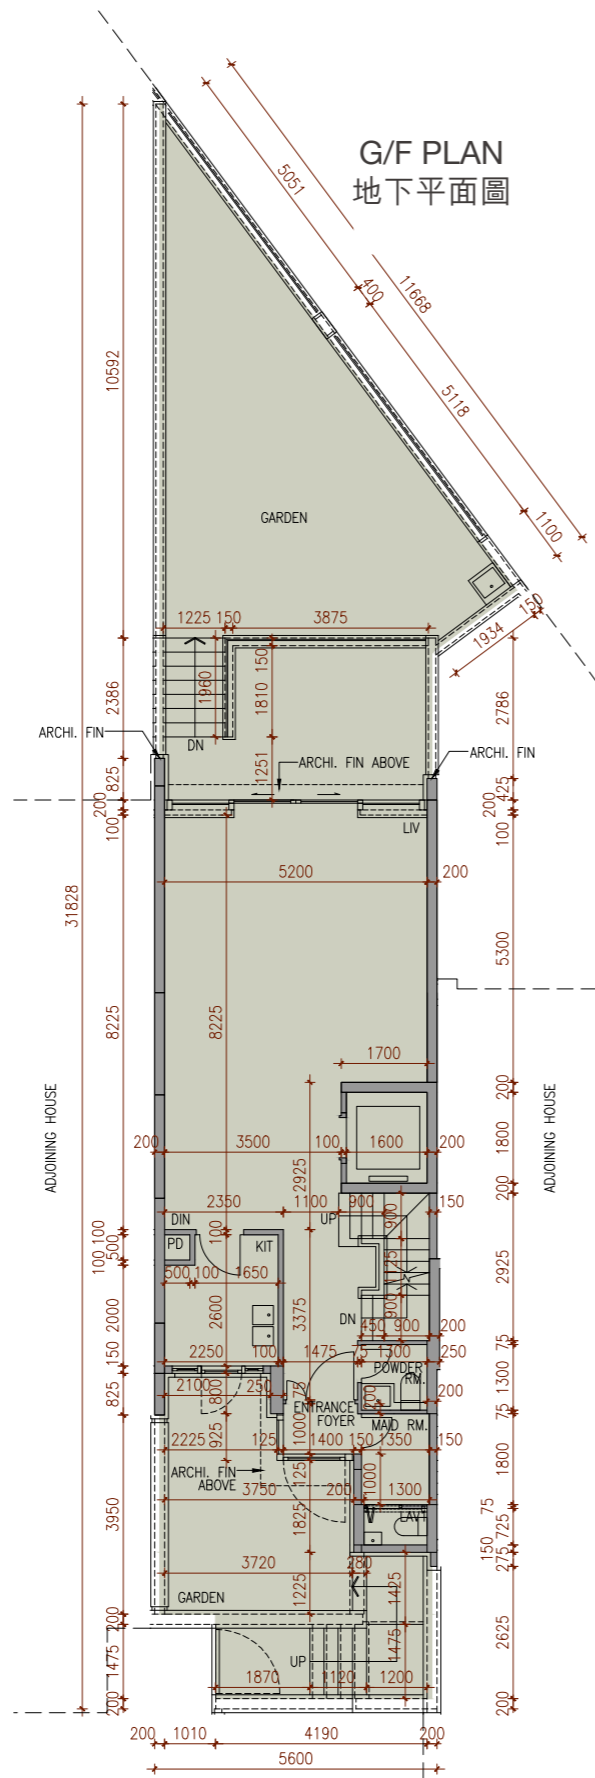 G/F PLAN
地下平面圖
5051
400
11668
5118
1100
10592
GARDEN
1225 150 3875
1934 150
2386
1960
150
1810
2786
DN
ARCHI. FIN
1251
ARCHI. FIN ABOVE
ARCHI. FIN
825
200
100
LIV
425
200
100
5200 200
31828
8225
8225
5300
1700
ADJOINING HOUSE
ADJOINING HOUSE
200 3500 100 1600 200
200
1800
200
2925
2350 1100 900 150
DIN
UP
900
PD
KIT
100
100
500
100
500 100 1650
1125
2925
2600
3375
900
DN
2000
450 900 200
2250 100 1475 75 1300 250
150
75
POWDER
RM.
1300
2100 250
800
825
75
700
200
ENTRANCE
FOYER
MAID RM.
75
2225 125 1400 150 1350 150
925
1000
125
ARCHI. FIN
ABOVE
1000
1800
3750 200 1300
3950
1825
LAV.
75
725
150
275
3720 280
GARDEN
1225
1425
2625
200
1475
1475
UP
1870 1120 1200
200
200
200 1010 4190 200
5600